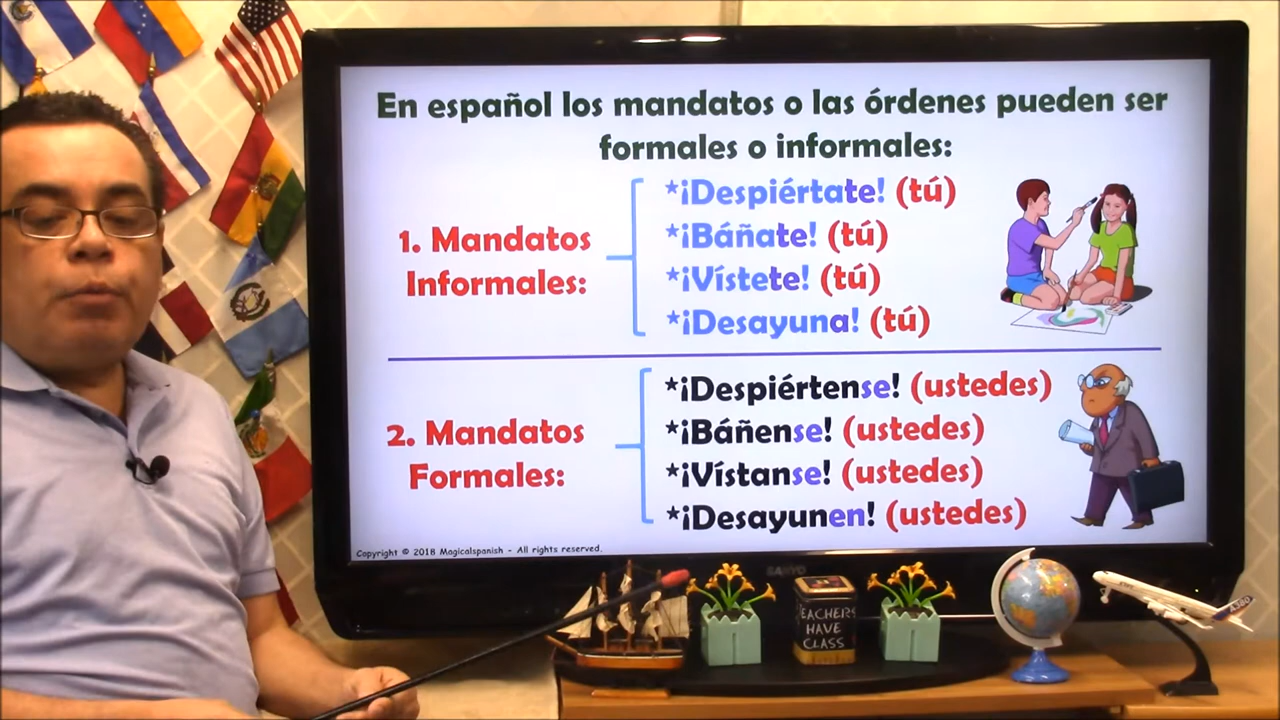 En español los mandatos o las órdenes pueden ser
formales o informales:
1. Mandatos
Informales:
*¡Despiértate! (tú)
*¡Báñate! (tú)
*¡Vístete! (tú)
*¡Desayuna! (tú)
2. Mandatos
Formales:
*¡Despiértense! (ustedes)
*¡Báñense! (ustedes)
*¡Vístanse! (ustedes)
*¡Desayunen! (ustedes)
Copyright © 2018 Magicalspanish - All rights reserved.
SANYO
TEACHERS
HAVE
CLASS
A380